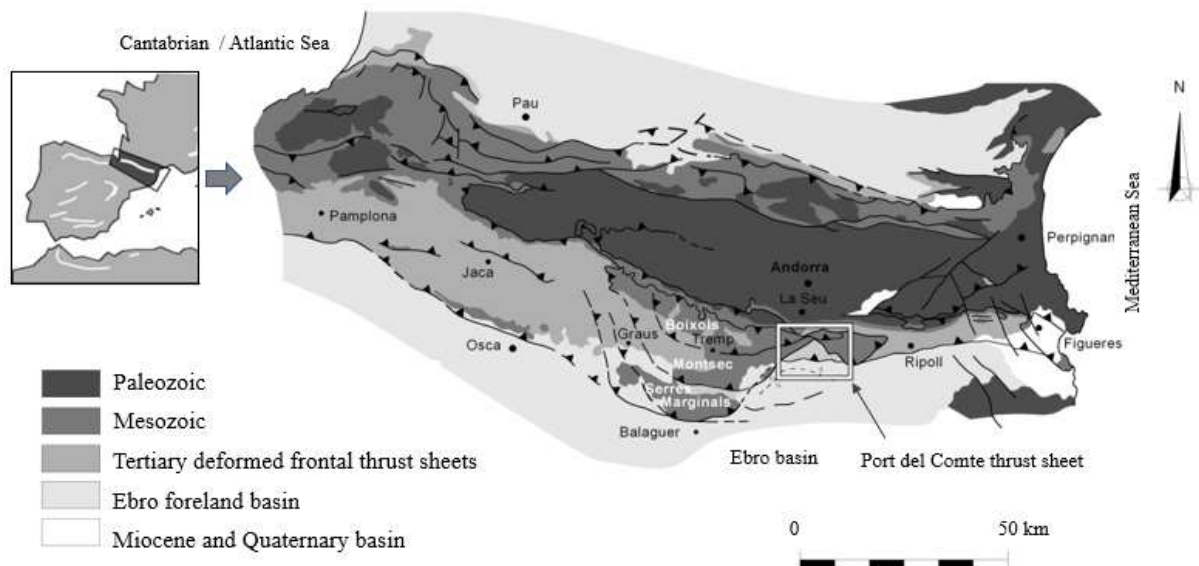 Cantabrian / Atlantic Sea
N
Pau
Mediterranean Sea
Pamplona
Perpignan
Jaca
Andorra
La Seu
Boixols
Graus
Tremp
Osca
Ripoll
Figueres
Montsec
Serres
Marginals
Balaguer
Ebro basin
Port del Comte thrust sheet
Paleozoic
Mesozoic
Tertiary deformed frontal thrust sheets
Ebro foreland basin
Miocene and Quaternary basin
0
50 km